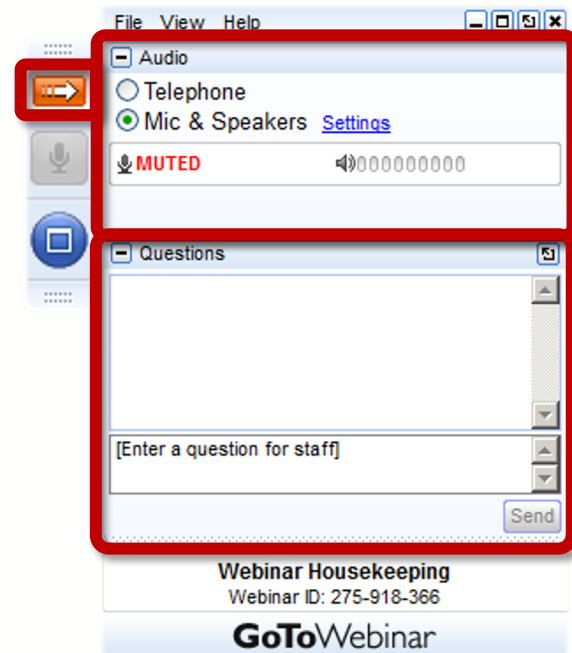 File View Help
Audio
Telephone
Mic & Speakers Settings
MUTED 000000000
Questions
[Enter a question for staff]
Send
Webinar Housekeeping
Webinar ID: 275-918-366
GoToWebinar